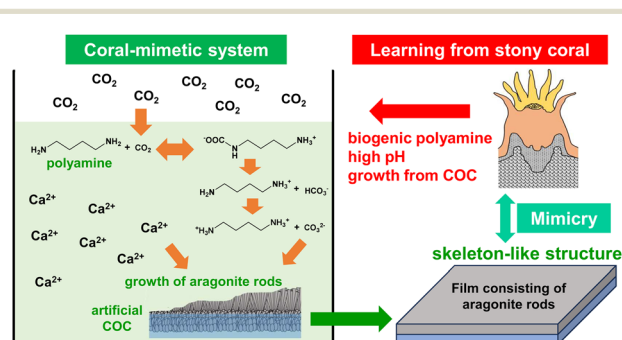 Coral-mimetic system
Learning from stony coral
CO2
CO2
CO2
CO2
CO2
CO2
CO2
H2N NH2 + CO2
polyamine
-OOC N H NH3+
H2N NH3+ + HCO3-
+H3N NH3+ + CO32-
Ca2+
Ca2+
Ca2+
Ca2+
Ca2+
Ca2+
Ca2+
growth of aragonite rods
artificial
COC
biogenic polyamine
high pH
growth from COC
Mimicry
skeleton-like structure
Film consisting of
aragonite rods